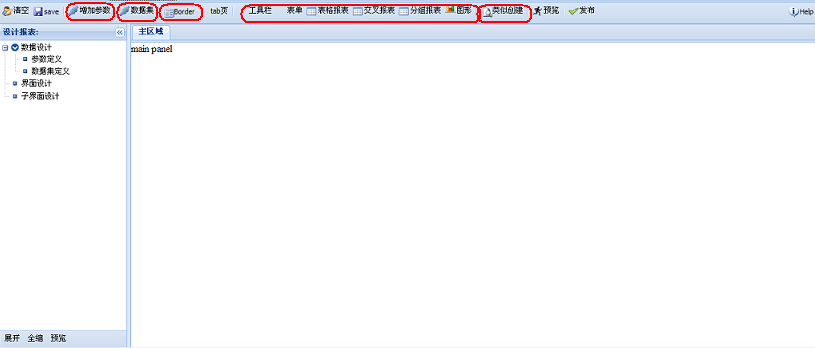 清空 save 增加参数 数据集 Border tab页 工具栏 表单 表格报表 交叉报表 分组报表 图形 类似创建 预览 发布 Help
设计报表: 主区域
数据设计 main panel
参数定义
数据集定义
界面设计
子界面设计
展开 全缩 预览